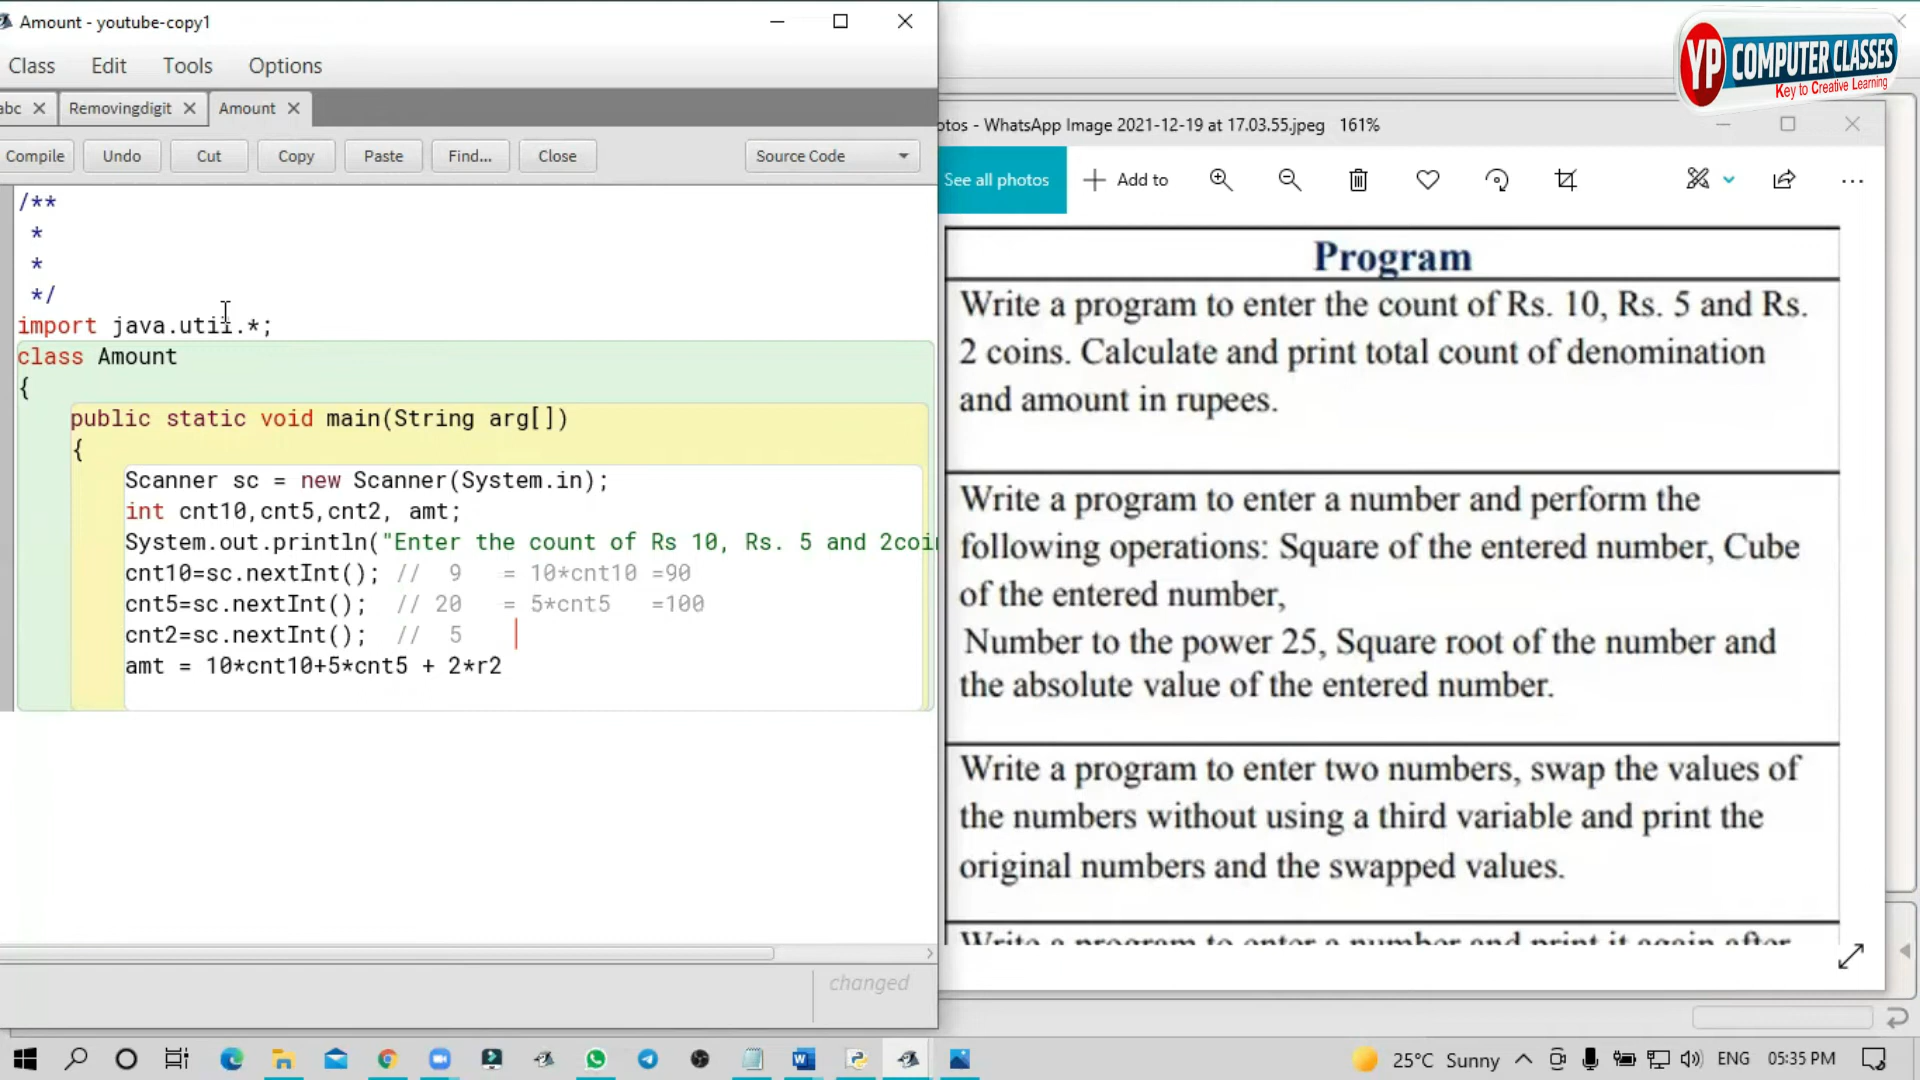 Amount - youtube-copy1
Class Edit Tools Options
abc Removingdigit Amount
Compile Undo Cut Copy Paste Find... Close Source Code
/**
*
*
*/
import java.util.*;
class Amount
{
public static void main(String arg[])
{
Scanner sc = new Scanner(System.in);
int cnt10,cnt5,cnt2, amt;
System.out.println("Enter the count of Rs 10, Rs. 5 and 2coi
cnt10=sc.nextInt(); // 9 = 10*cnt10 =90
cnt5=sc.nextInt(); // 20 = 5*cnt5 =100
cnt2=sc.nextInt(); // 5
amt = 10*cnt10+5*cnt5 + 2*r2
changed
YP COMPUTER CLASSES
Key to Creative Learning
otos - WhatsApp Image 2021-12-19 at 17.03.55.jpeg 161%
See all photos Add to
Program
Write a program to enter the count of Rs. 10, Rs. 5 and Rs.
2 coins. Calculate and print total count of denomination
and amount in rupees.
Write a program to enter a number and perform the
following operations: Square of the entered number, Cube
of the entered number,
Number to the power 25, Square root of the number and
the absolute value of the entered number.
Write a program to enter two numbers, swap the values of
the numbers without using a third variable and print the
original numbers and the swapped values.
Write a program to enter a number and print it again after
25°C Sunny ENG 05:35 PM